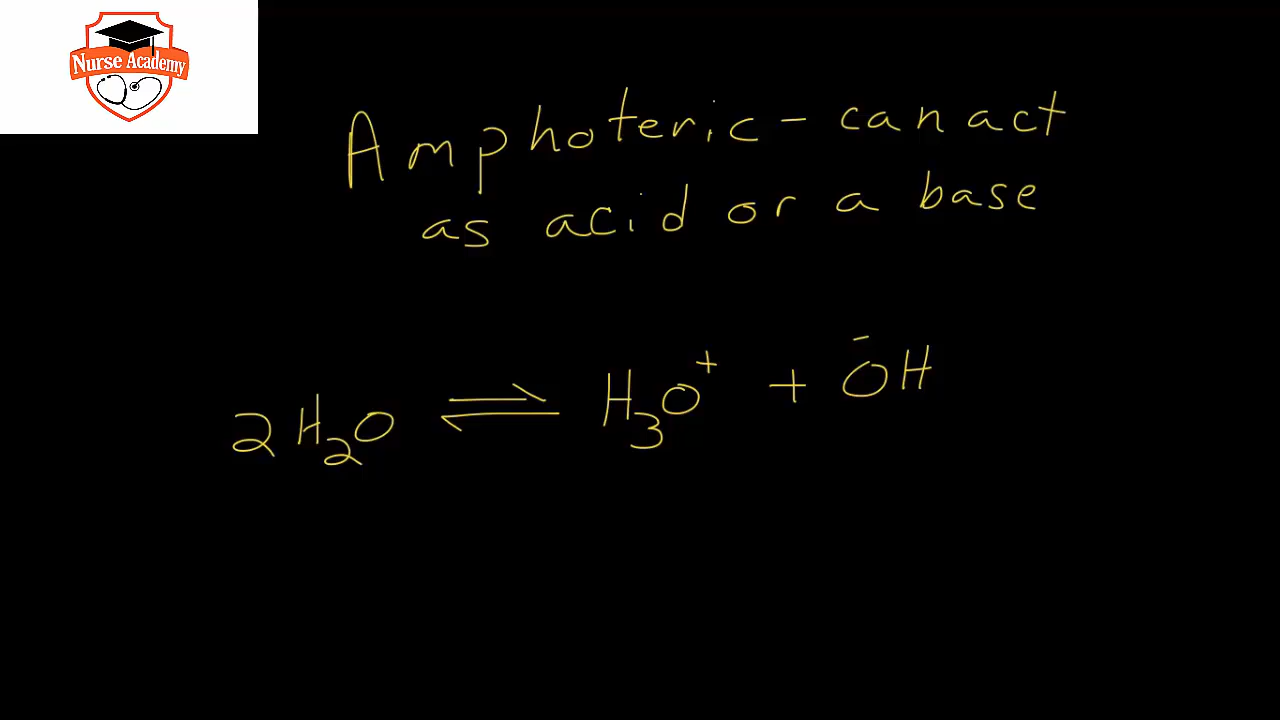 Nurse Academy
Amphoteric - can act
as acid or a base
2H₂O ⇌ H₃O⁺ + ⁻OH